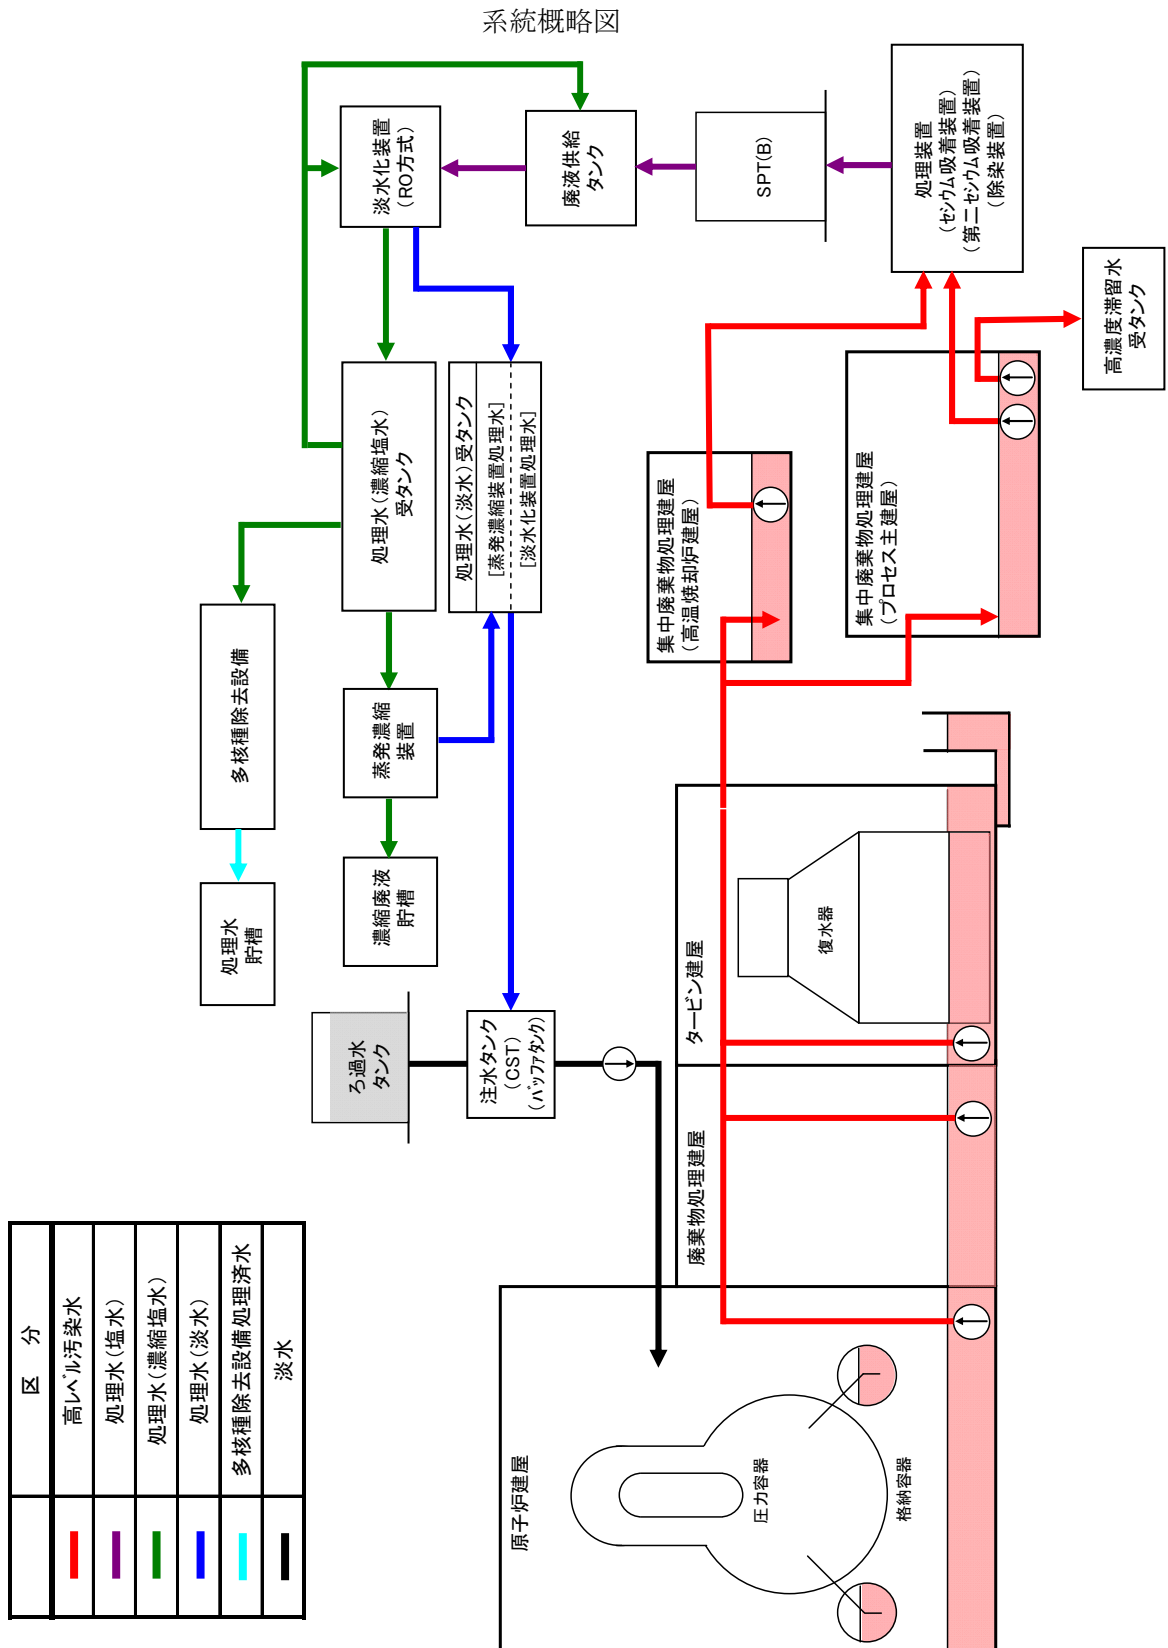 系統概略図
淡水化装置
(RO方式)
廃液供給
タンク
SPT(B)
処理装置
(セシウム吸着装置)
(第二セシウム吸着装置)
(除染装置)
高濃度滞留水
受タンク
処理水(濃縮塩水)
受タンク
処理水(淡水)受タンク
[蒸発濃縮装置処理水]
[淡水化装置処理水]
集中廃棄物処理建屋
(高温焼却炉建屋)
集中廃棄物処理建屋
(プロセス主建屋)
多核種除去設備
蒸発濃縮
装置
処理水
貯槽
濃縮廃液
貯槽
ろ過水
タンク
注水タンク
(CST)
(バッファタンク)
タービン建屋
復水器
廃棄物処理建屋
原子炉建屋
圧力容器
格納容器
区 分
高レベル汚染水
処理水(塩水)
処理水(濃縮塩水)
処理水(淡水)
多核種除去設備処理済水
淡水